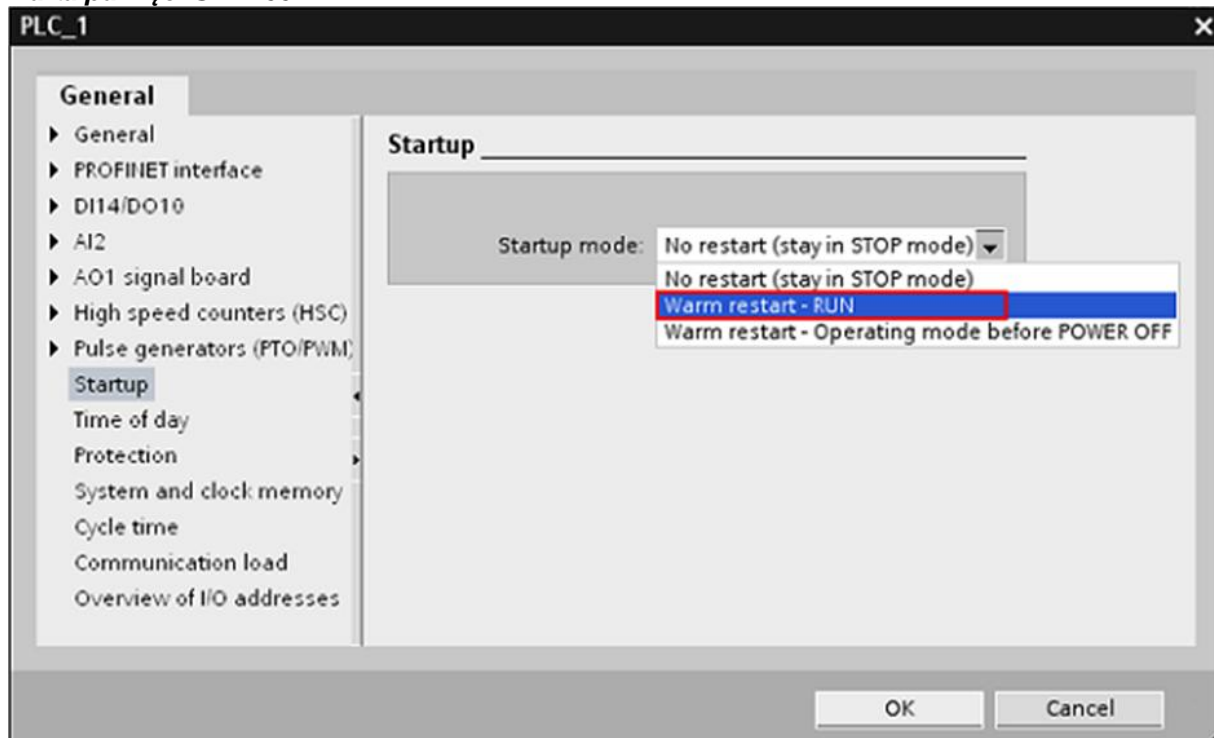 PLC_1
General
General
PROFINET interface
DI14/DO10
AI2
AO1 signal board
High speed counters (HSC)
Pulse generators (PTO/PWM)
Startup
Time of day
Protection
System and clock memory
Cycle time
Communication load
Overview of I/O addresses
Startup
Startup mode: No restart (stay in STOP mode)
No restart (stay in STOP mode)
Warm restart - RUN
Warm restart - Operating mode before POWER OFF
OK Cancel